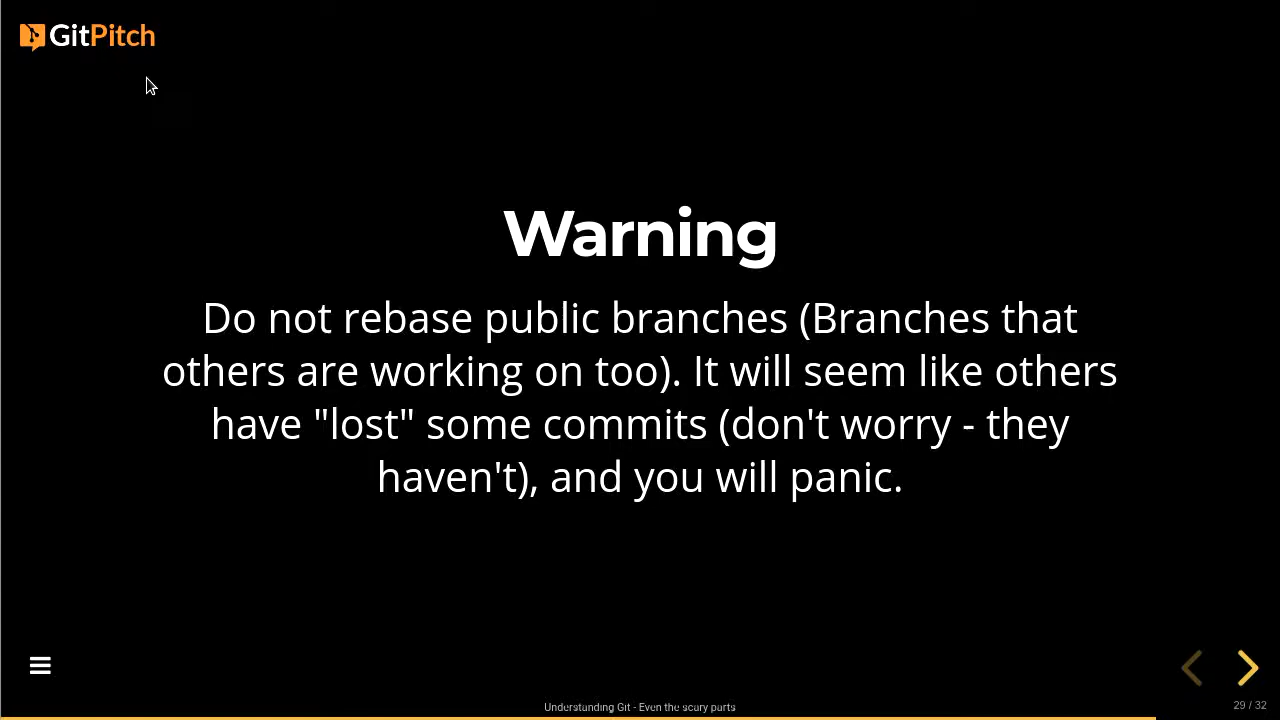 GitPitch
Warning
Do not rebase public branches (Branches that
others are working on too). It will seem like others
have "lost" some commits (don't worry - they
haven't), and you will panic.
Understanding Git - Even the scary parts
29 / 32